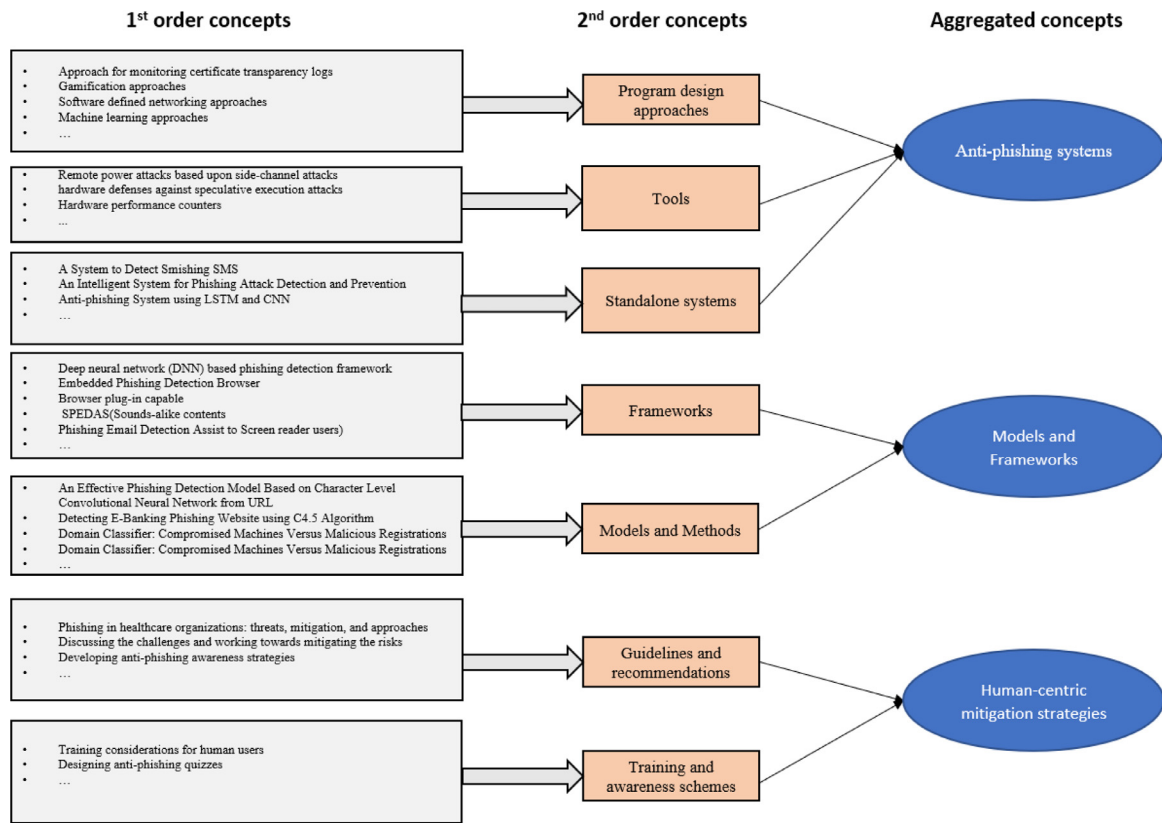 1st order concepts
2nd order concepts
Aggregated concepts
• Approach for monitoring certificate transparency logs
• Gamification approaches
• Software defined networking approaches
• Machine learning approaches
• …
Program design
approaches
Anti-phishing systems
• Remote power attacks based upon side-channel attacks
• hardware defenses against speculative execution attacks
• Hardware performance counters
• ...
Tools
• A System to Detect Smishing SMS
• An Intelligent System for Phishing Attack Detection and Prevention
• Anti-phishing System using LSTM and CNN
• …
Standalone systems
• Deep neural network (DNN) based phishing detection framework
• Embedded Phishing Detection Browser
• Browser plug-in capable
• SPEDAS(Sounds-alike contents
• Phishing Email Detection Assist to Screen reader users)
• …
Frameworks
Models and
Frameworks
• An Effective Phishing Detection Model Based on Character Level
Convolutional Neural Network from URL
• Detecting E-Banking Phishing Website using C4.5 Algorithm
• Domain Classifier: Compromised Machines Versus Malicious Registrations
• Domain Classifier: Compromised Machines Versus Malicious Registrations
• …
Models and Methods
• Phishing in healthcare organizations: threats, mitigation, and approaches
• Discussing the challenges and working towards mitigating the risks
• Developing anti-phishing awareness strategies
• …
Guidelines and
recommendations
Human-centric
mitigation strategies
• Training considerations for human users
• Designing anti-phishing quizzes
• …
Training and
awareness schemes